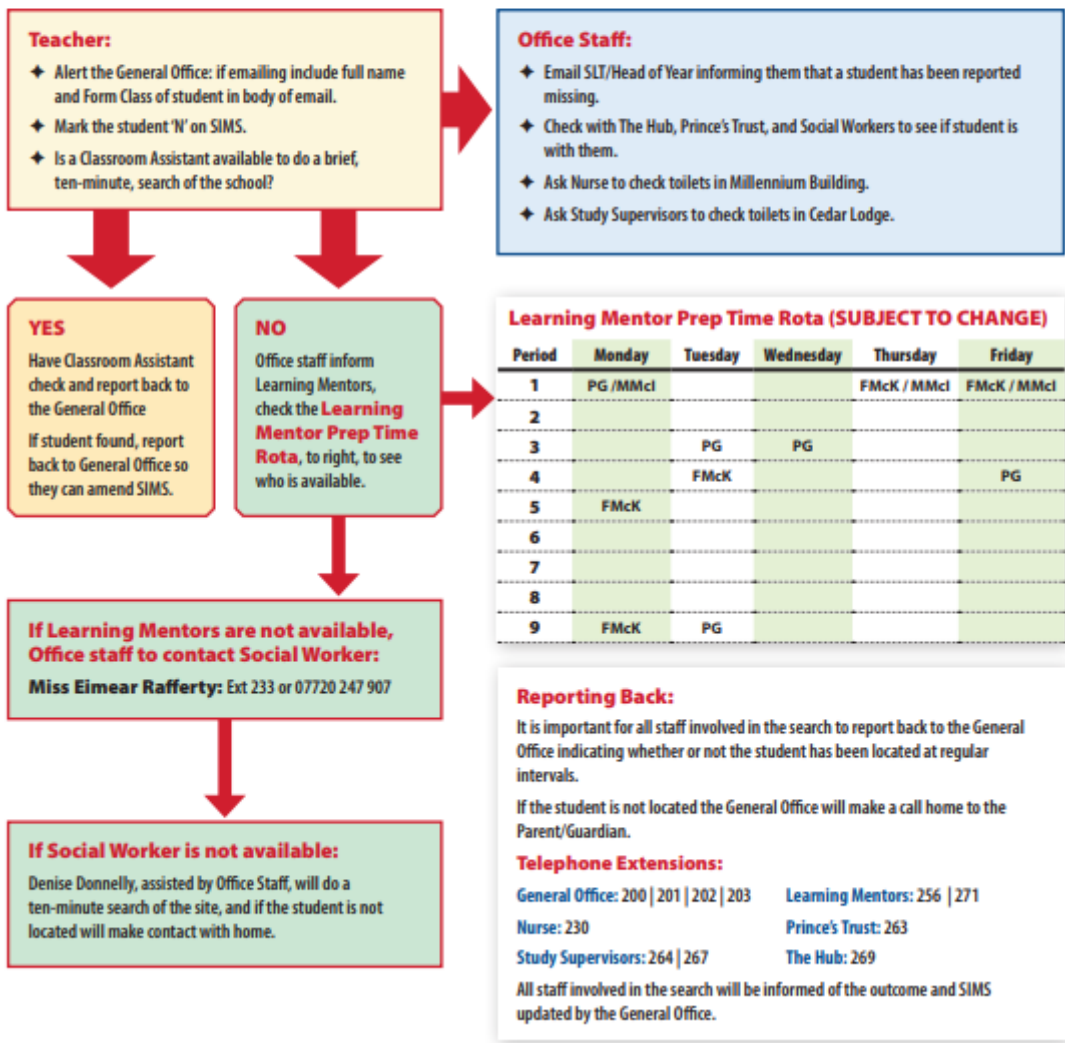 Teacher:
✦ Alert the General Office: if emailing include full name
and Form Class of student in body of email.
✦ Mark the student ‘N’ on SIMS.
✦ Is a Classroom Assistant available to do a brief,
ten-minute, search of the school?
Office Staff:
✦ Email SLT/Head of Year informing them that a student has been reported
missing.
✦ Check with The Hub, Prince’s Trust, and Social Workers to see if student is
with them.
✦ Ask Nurse to check toilets in Millennium Building.
✦ Ask Study Supervisors to check toilets in Cedar Lodge.
YES
Have Classroom Assistant
check and report back to
the General Office
If student found, report
back to General Office so
they can amend SIMS.
NO
Office staff inform
Learning Mentors,
check the Learning
Mentor Prep Time
Rota, to right, to see
who is available.
Learning Mentor Prep Time Rota (SUBJECT TO CHANGE)
Period Monday Tuesday Wednesday Thursday Friday
1 PG /MMcl FMcK / MMcl FMcK / MMcl
2
3 PG PG
4 FMcK PG
5 FMcK
6
7
8
9 FMcK PG
If Learning Mentors are not available,
Office staff to contact Social Worker:
Miss Eimear Rafferty: Ext 233 or 07720 247 907
If Social Worker is not available:
Denise Donnelly, assisted by Office Staff, will do a
ten-minute search of the site, and if the student is not
located will make contact with home.
Reporting Back:
It is important for all staff involved in the search to report back to the General
Office indicating whether or not the student has been located at regular
intervals.
If the student is not located the General Office will make a call home to the
Parent/Guardian.
Telephone Extensions:
General Office: 200 | 201 | 202 | 203 Learning Mentors: 256 | 271
Nurse: 230 Prince’s Trust: 263
Study Supervisors: 264 | 267 The Hub: 269
All staff involved in the search will be informed of the outcome and SIMS
updated by the General Office.